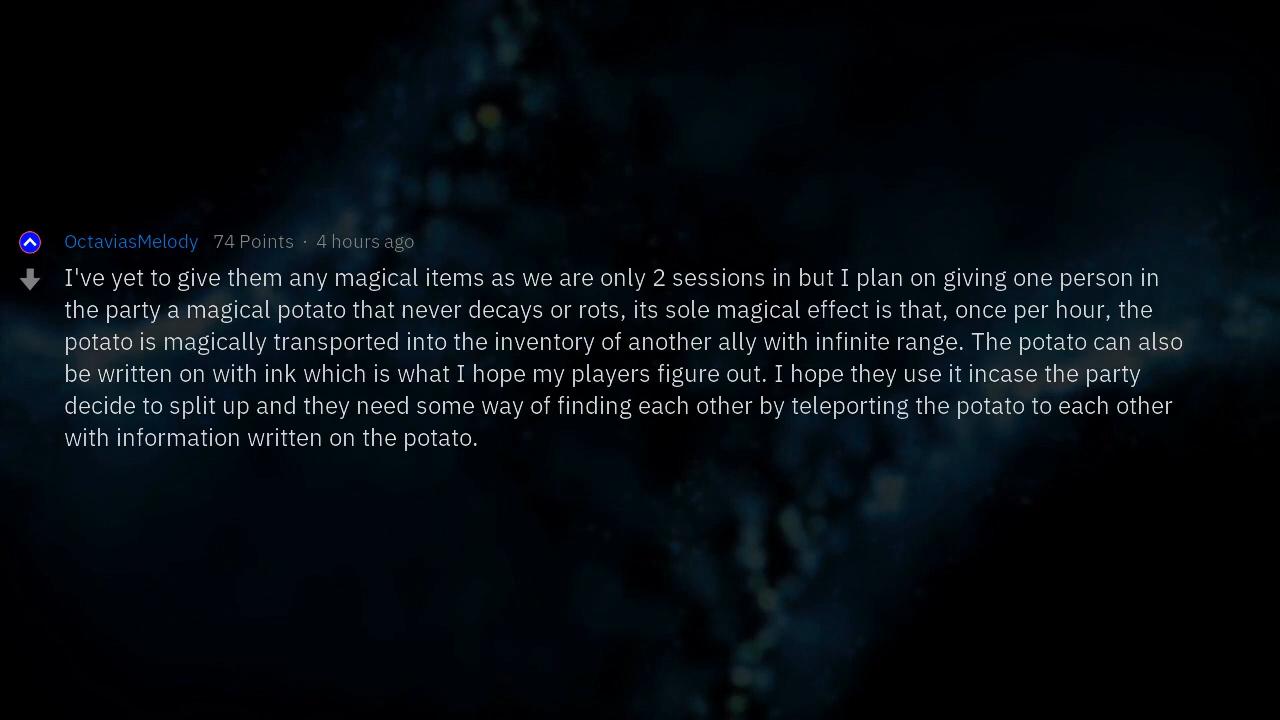 OctaviasMelody 74 Points · 4 hours ago
I've yet to give them any magical items as we are only 2 sessions in but I plan on giving one person in
the party a magical potato that never decays or rots, its sole magical effect is that, once per hour, the
potato is magically transported into the inventory of another ally with infinite range. The potato can also
be written on with ink which is what I hope my players figure out. I hope they use it incase the party
decide to split up and they need some way of finding each other by teleporting the potato to each other
with information written on the potato.